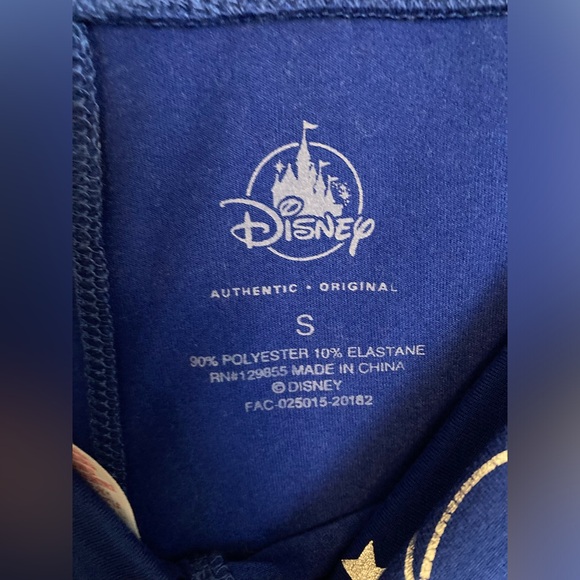 Disney
AUTHENTIC • ORIGINAL
S
90% POLYESTER 10% ELASTANE
RN#129855 MADE IN CHINA
© DISNEY
FAC-025015-20182